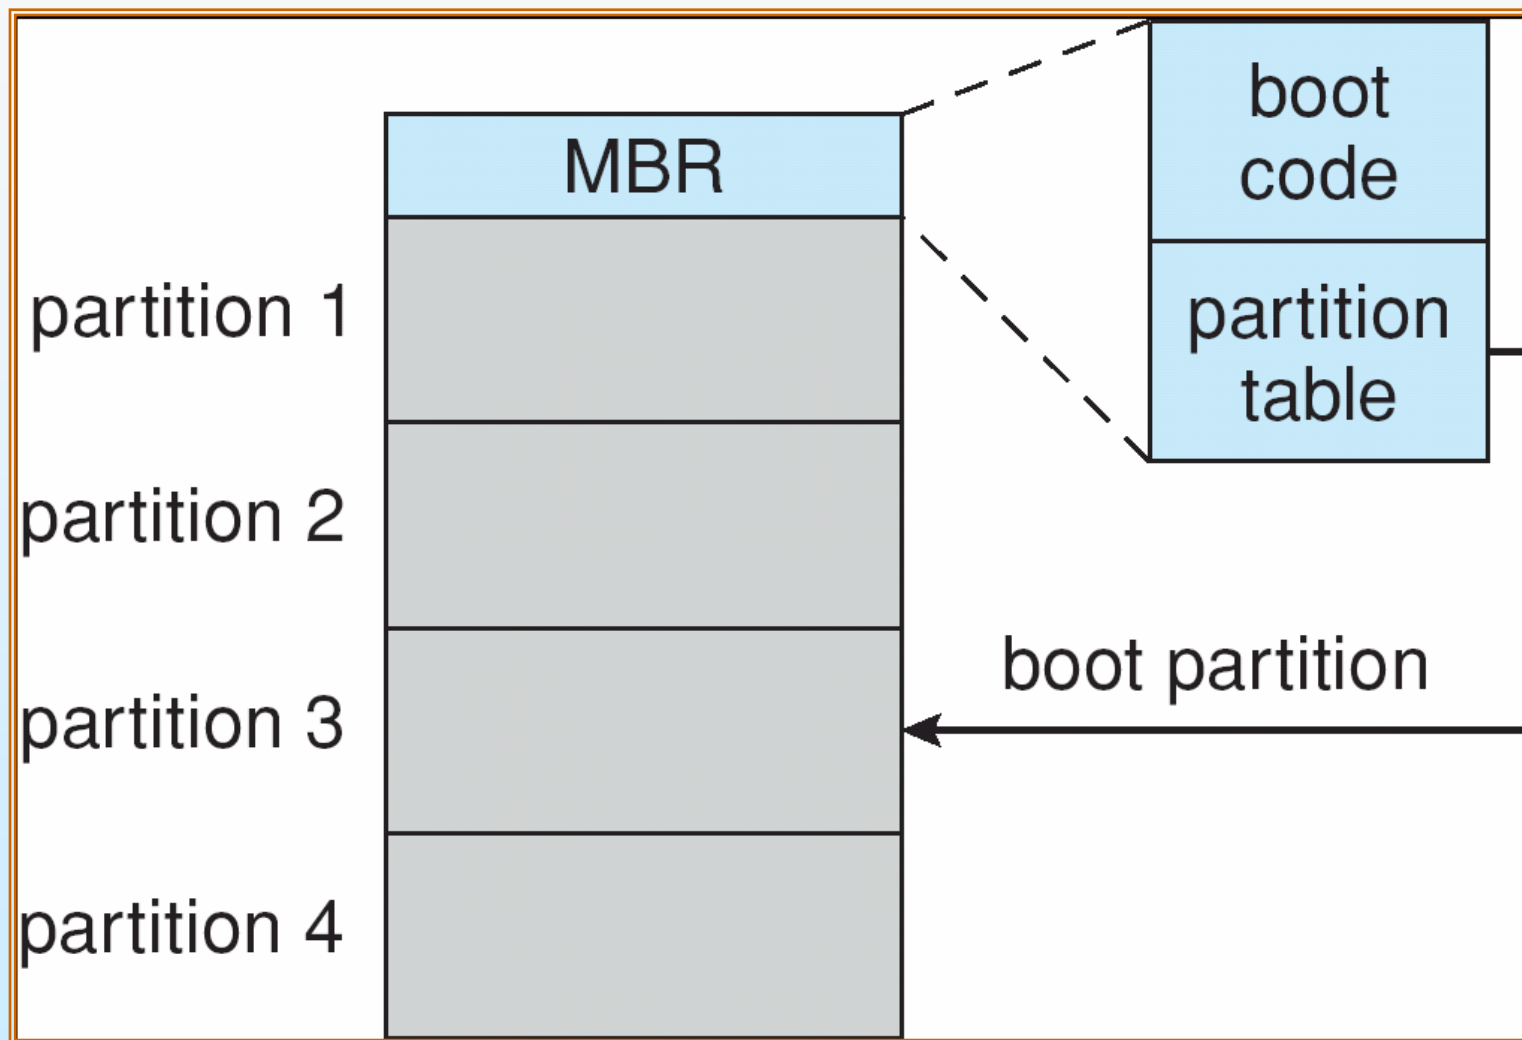 boot
code
MBR
partition 1
partition
table
partition 2
boot partition
partition 3
partition 4